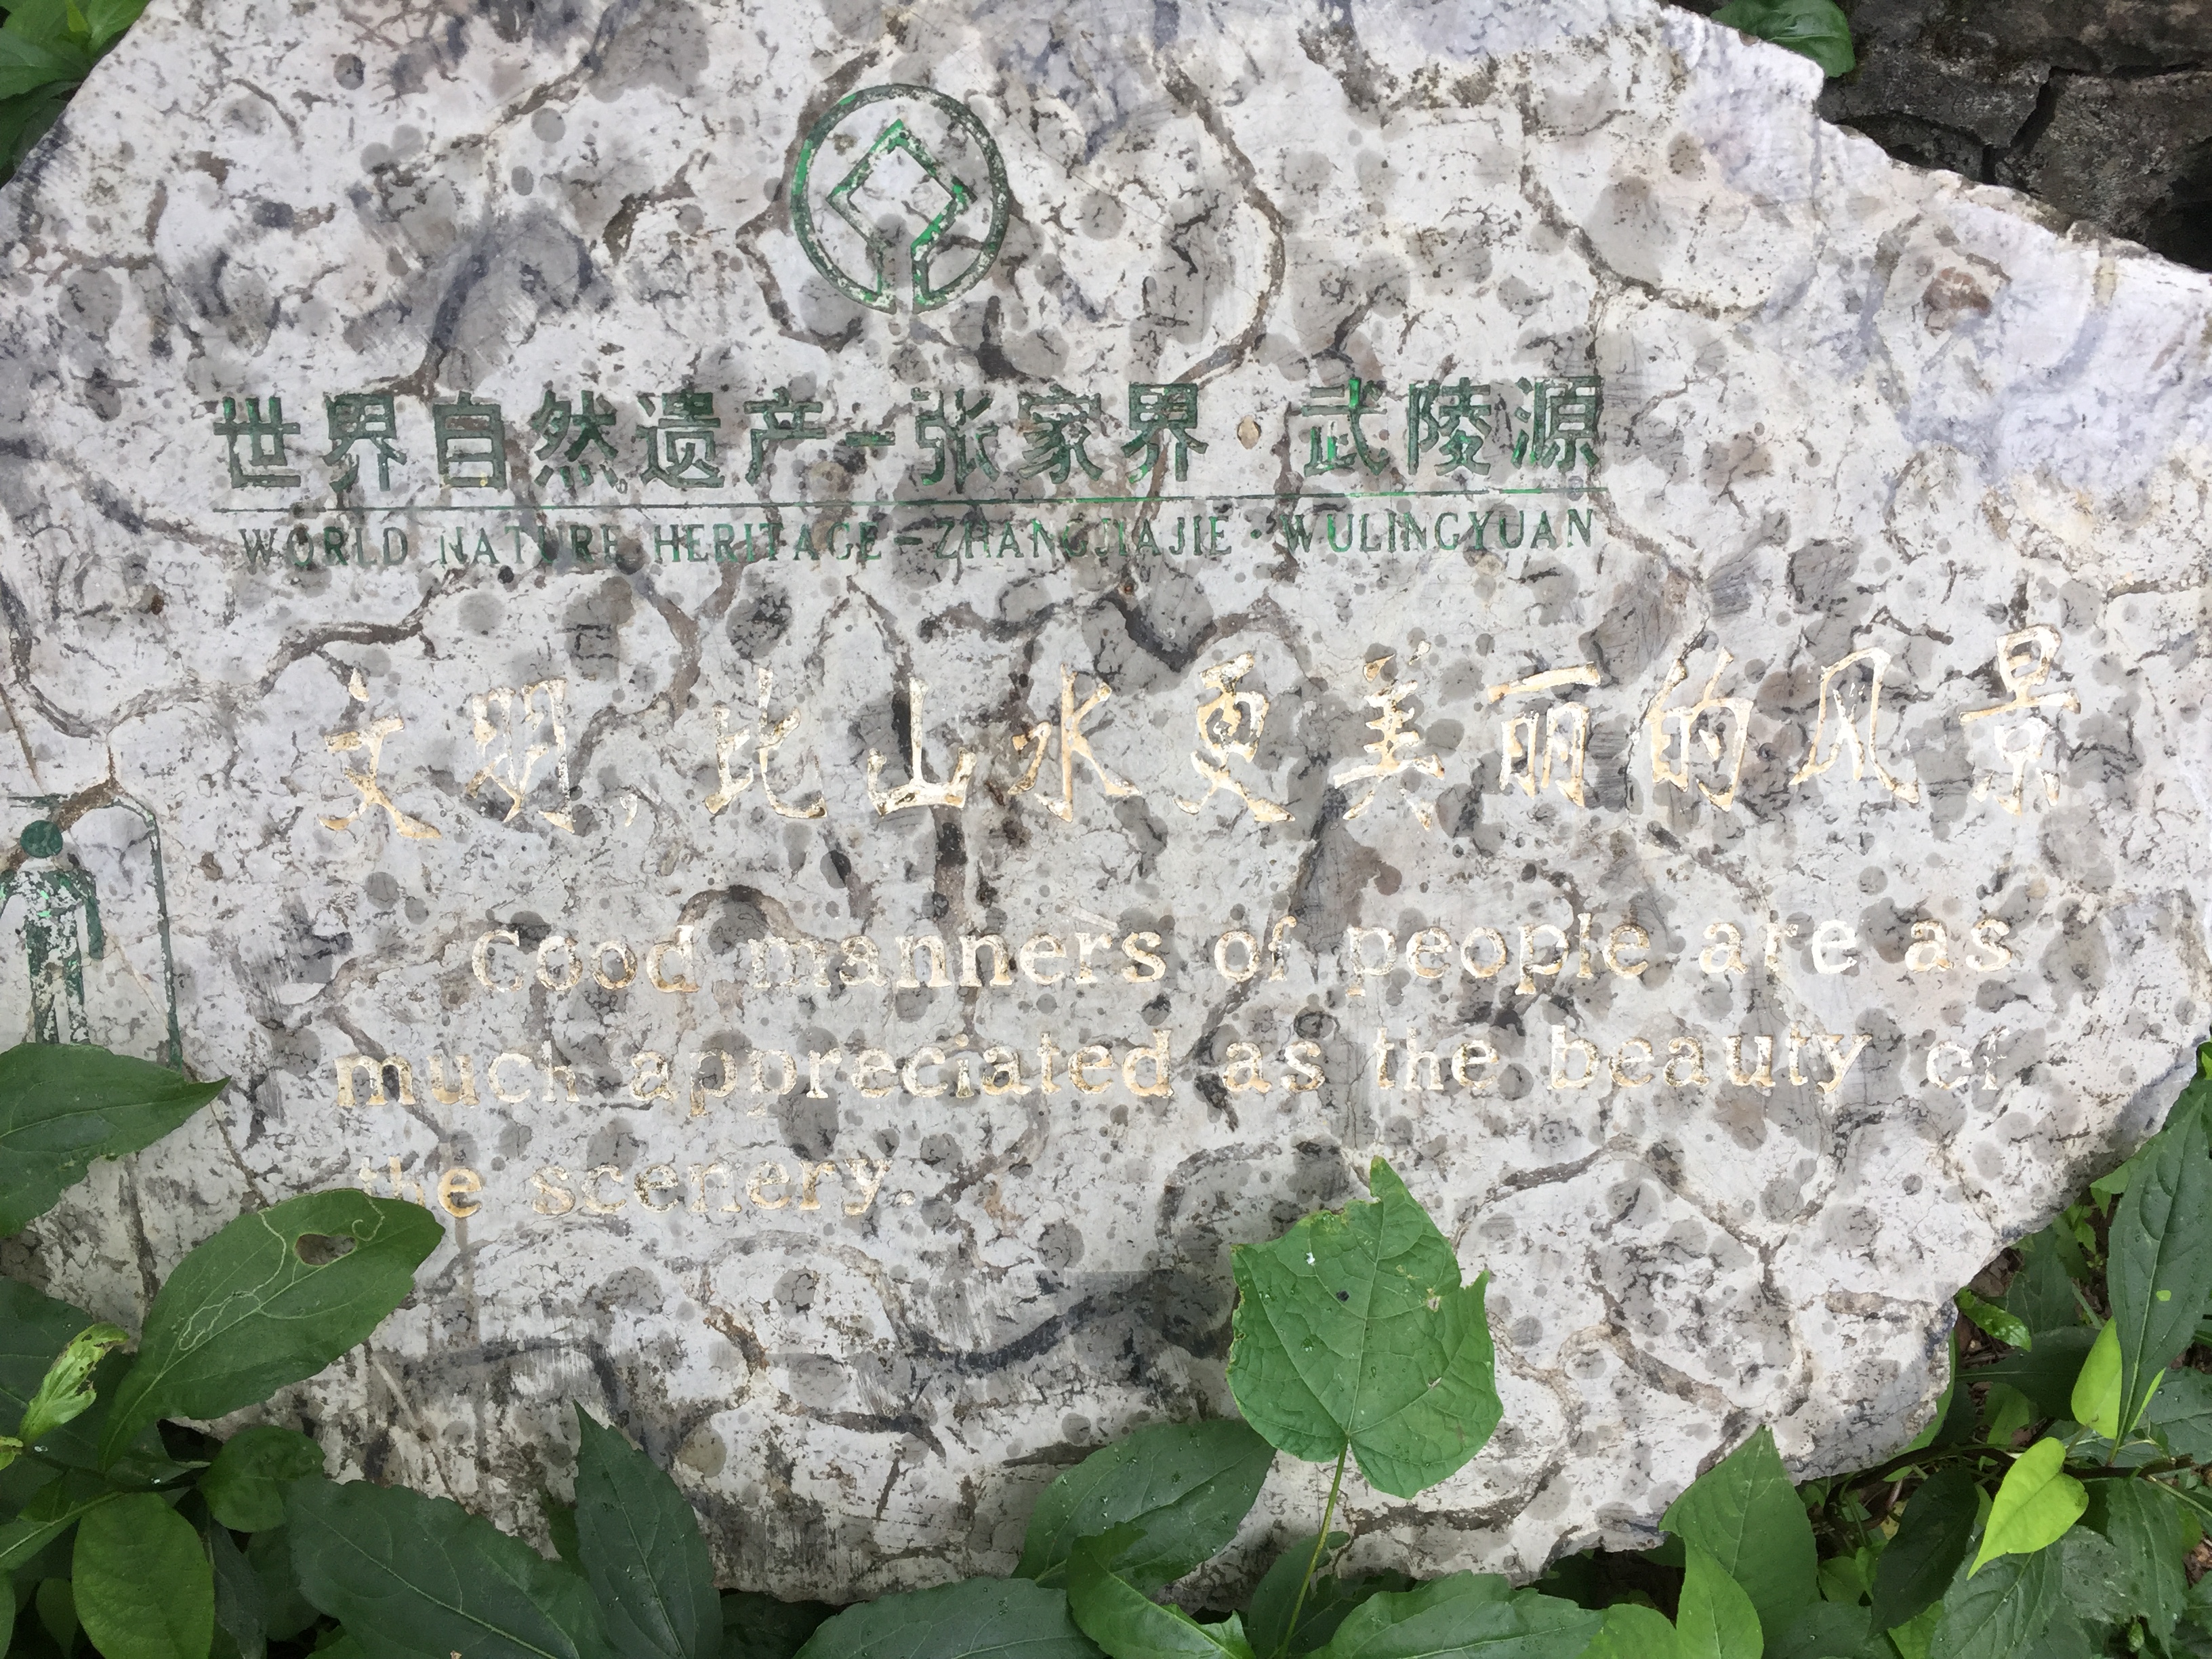 世界自然遗产-张家界·武陵源
WORLD NATURE HERITAGE-ZHANGJIAJIE·WULINGYUAN
文明,比山水更美丽的风景
Good manners of people are as
much appreciated as the beauty of
the scenery.